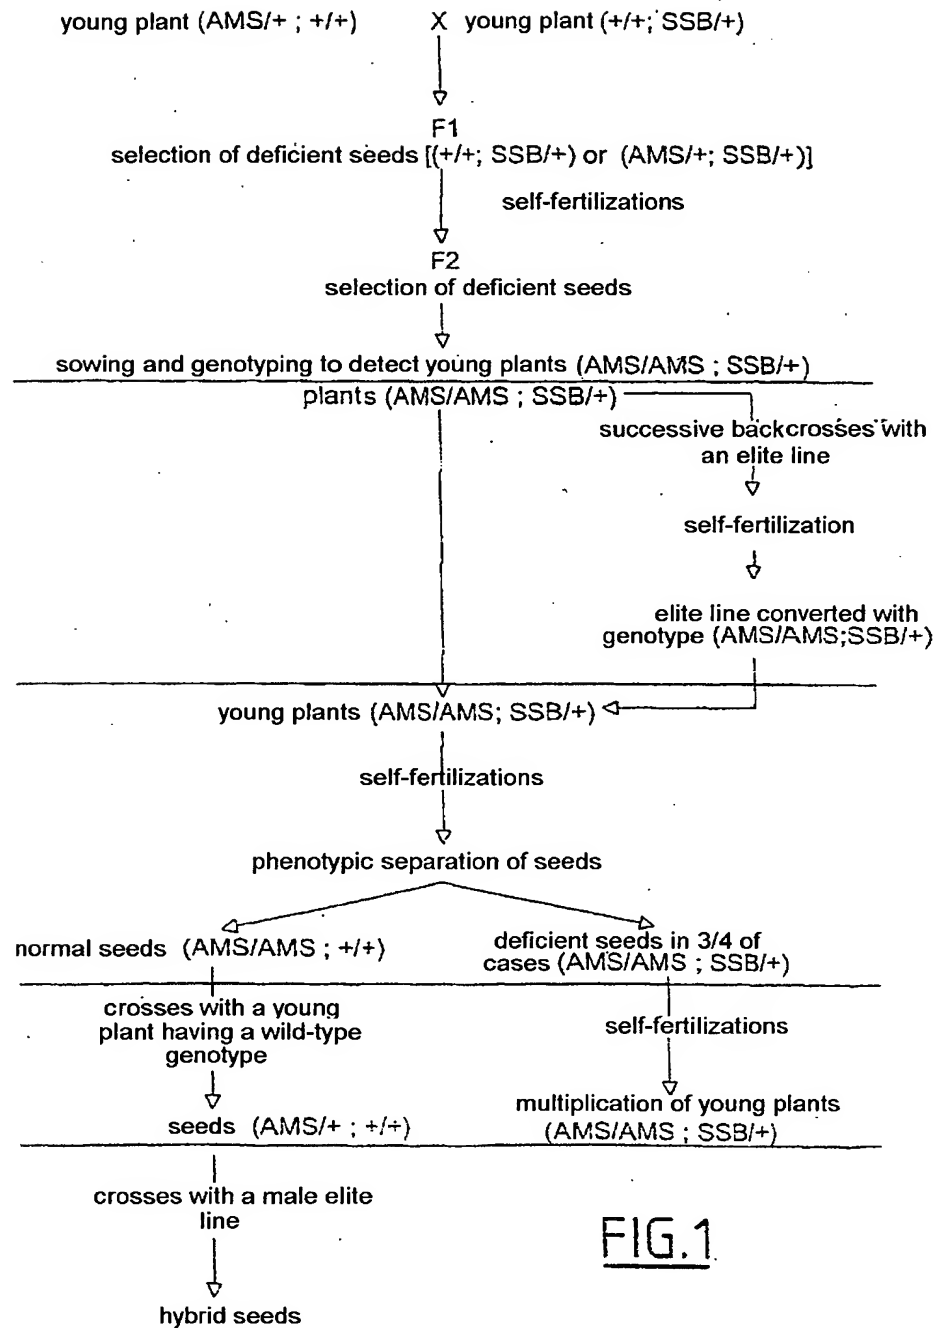 young plant (AMS/+ ; +/+) X young plant (+/+; SSB/+)
F1
selection of deficient seeds [(+/+; SSB/+) or (AMS/+; SSB/+)]
self-fertilizations
F2
selection of deficient seeds
sowing and genotyping to detect young plants (AMS/AMS ; SSB/+)
plants (AMS/AMS ; SSB/+)
successive backcrosses with
an elite line
self-fertilization
elite line converted with
genotype (AMS/AMS;SSB/+)
young plants (AMS/AMS; SSB/+)
self-fertilizations
phenotypic separation of seeds
normal seeds (AMS/AMS ; +/+)
deficient seeds in 3/4 of
cases (AMS/AMS ; SSB/+)
crosses with a young
plant having a wild-type
genotype
self-fertilizations
seeds (AMS/+ ; +/+)
multiplication of young plants
(AMS/AMS ; SSB/+)
crosses with a male elite
line
hybrid seeds
FIG.1